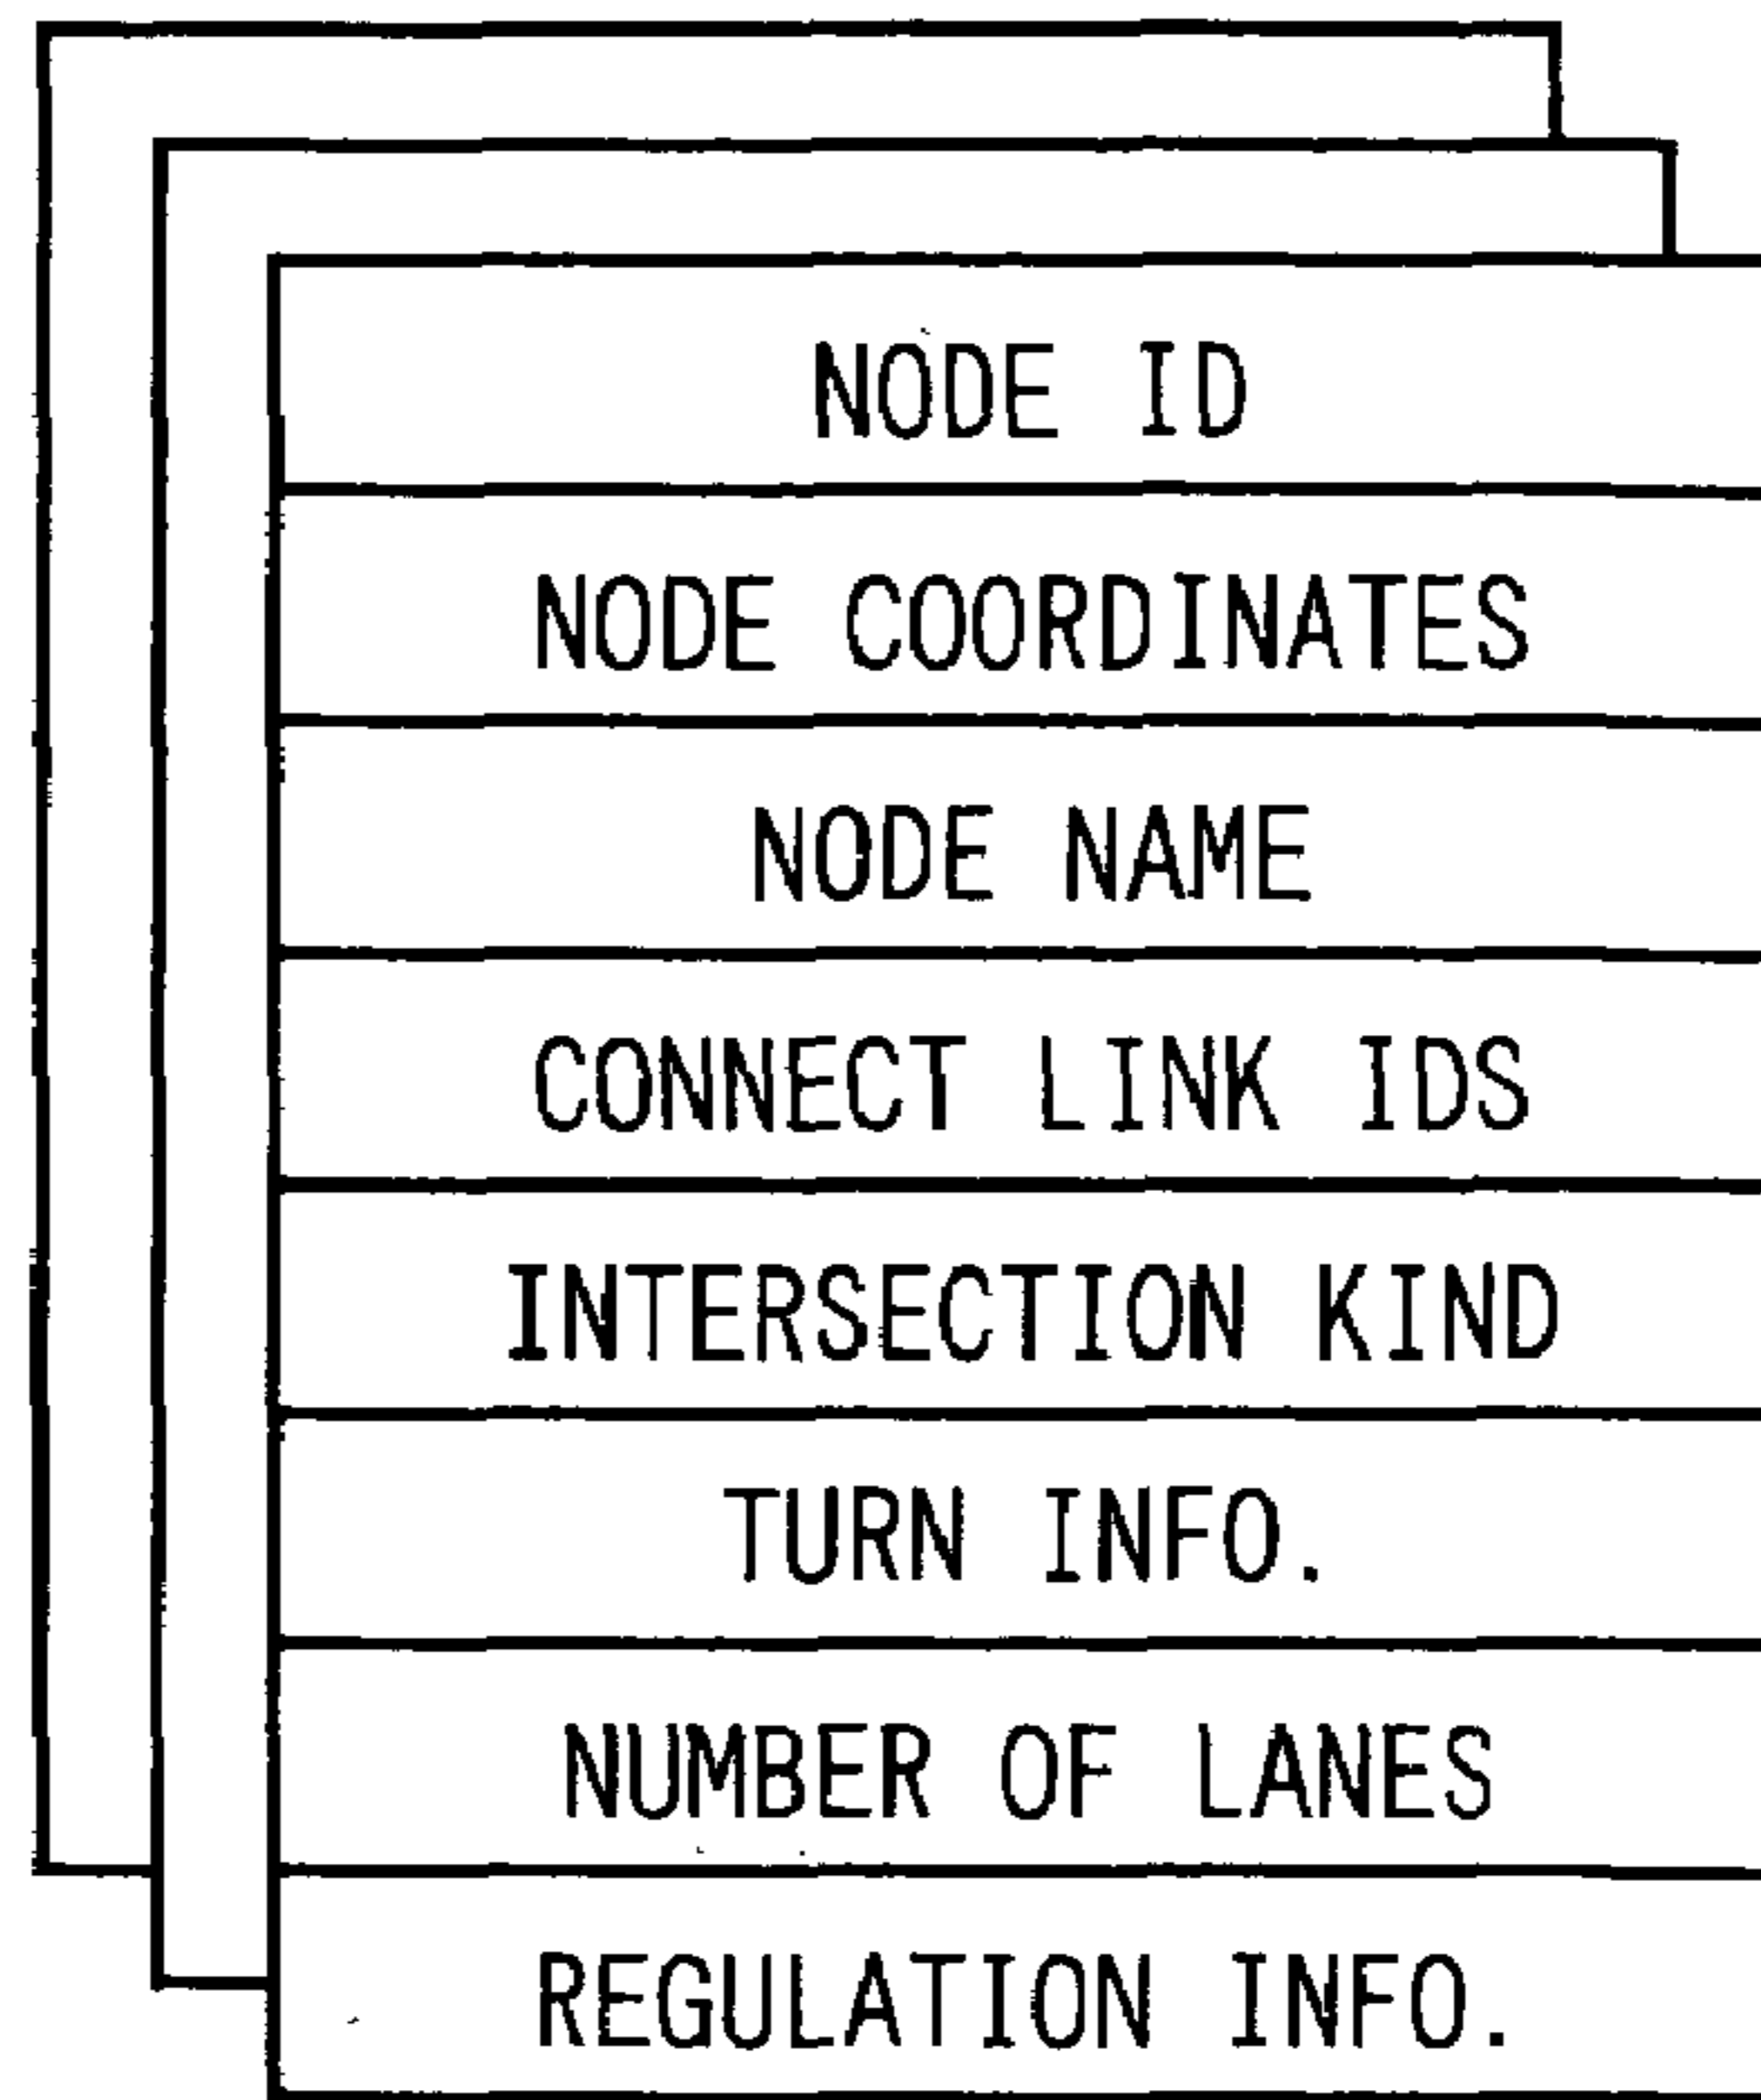 NODE ID
NODE COORDINATES
NODE NAME
CONNECT LINK IDS
INTERSECTION KIND
TURN INFO.
NUMBER OF LANES
REGULATION INFO.